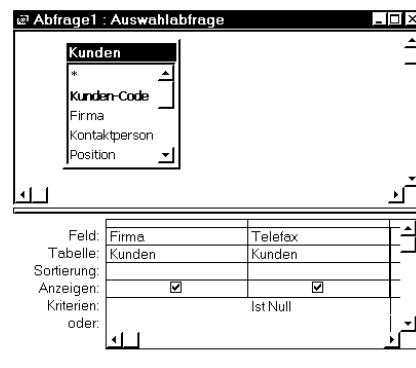 Abfrage1 : Auswahlabfrage
Kunden
*
Kunden-Code
Firma
Kontaktperson
Position
Feld: Firma Telefax
Tabelle: Kunden Kunden
Sortierung:
Anzeigen:
Kriterien: Ist Null
oder: